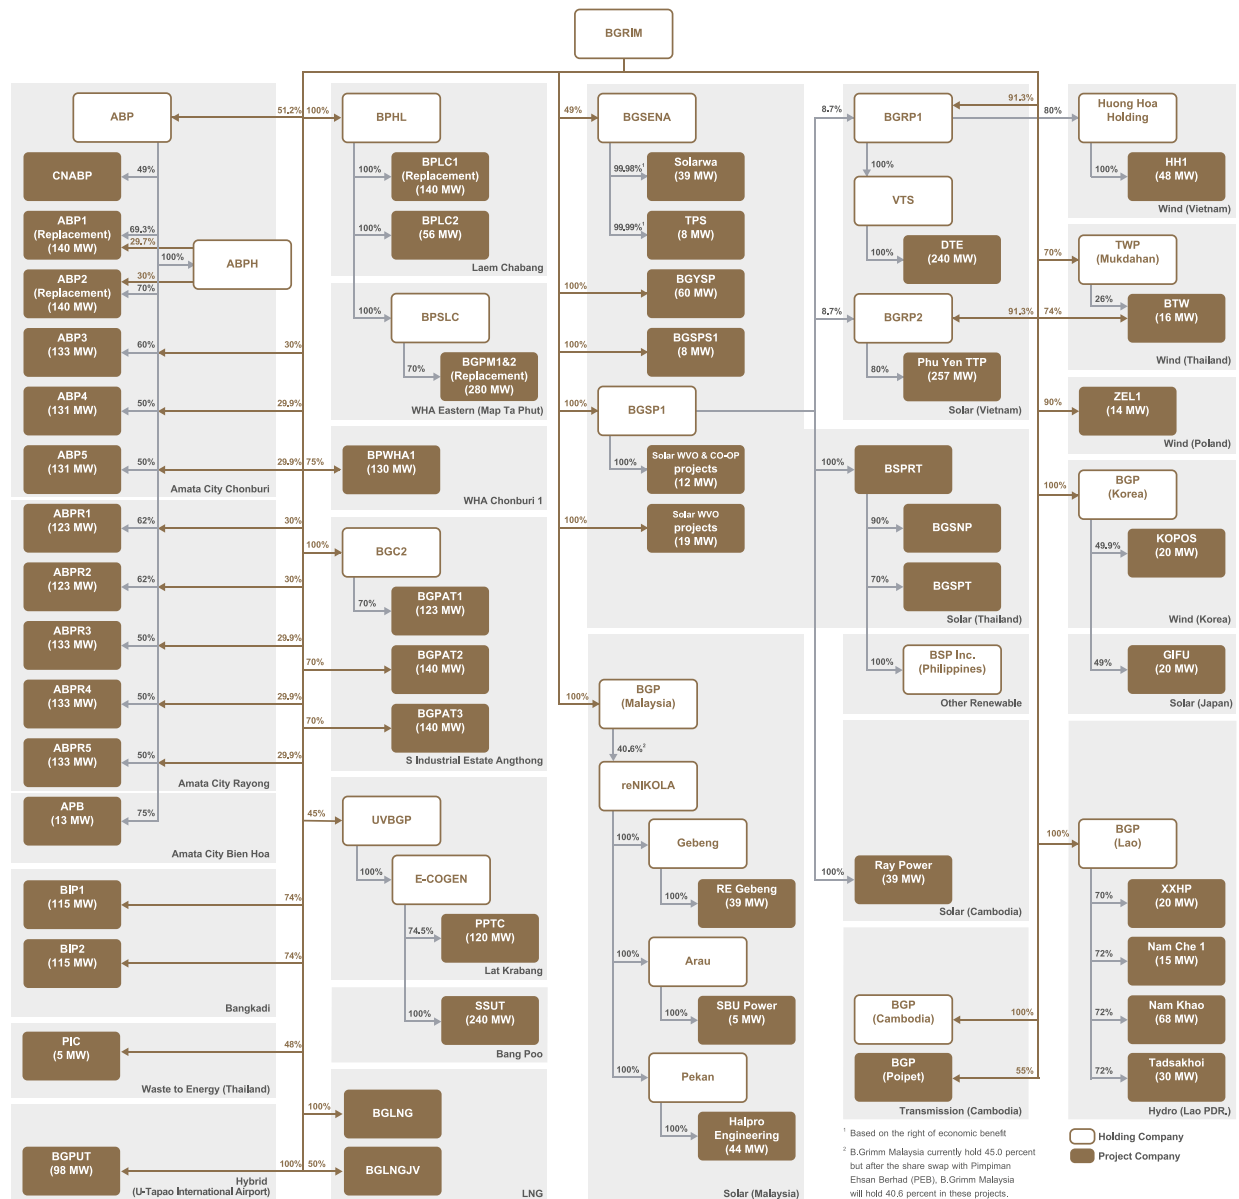 BGRIM
ABP
51.2%
CNABP
49%
ABP1
(Replacement)
(140 MW)
69.3%
29.7%
100%
ABPH
ABP2
(Replacement)
(140 MW)
30%
70%
ABP3
(133 MW)
60%
30%
ABP4
(131 MW)
50%
29.9%
ABP5
(131 MW)
50%
29.9%
Amata City Chonburi
ABPR1
(123 MW)
62%
30%
ABPR2
(123 MW)
62%
30%
ABPR3
(133 MW)
50%
29.9%
ABPR4
(133 MW)
50%
29.9%
ABPR5
(133 MW)
50%
29.9%
Amata City Rayong
APB
(13 MW)
75%
Amata City Bien Hoa
BIP1
(115 MW)
74%
BIP2
(115 MW)
74%
Bangkadi
PIC
(5 MW)
48%
Waste to Energy (Thailand)
BGPUT
(98 MW)
100%
Hybrid
(U-Tapao International Airport)
100%
BPHL
100%
BPLC1
(Replacement)
(140 MW)
100%
BPLC2
(56 MW)
Laem Chabang
100%
BPSLC
70%
BGPM1&2
(Replacement)
(280 MW)
WHA Eastern (Map Ta Phut)
75%
BPWHA1
(130 MW)
WHA Chonburi 1
100%
BGC2
70%
BGPAT1
(123 MW)
70%
BGPAT2
(140 MW)
70%
BGPAT3
(140 MW)
S Industrial Estate Angthong
45%
UVBGP
100%
E-COGEN
74.5%
PPTC
(120 MW)
Lat Krabang
100%
SSUT
(240 MW)
Bang Poo
100%
BGLNG
50%
BGLNGJV
LNG
49%
BGSENA
99.98%1
Solarwa
(39 MW)
99.99%1
TPS
(8 MW)
100%
BGYSP
(60 MW)
100%
BGSPS1
(8 MW)
100%
BGSP1
100%
Solar WVO & CO-OP
projects
(12 MW)
100%
Solar WVO
projects
(19 MW)
100%
BGP
(Malaysia)
40.6%2
reNIKOLA
100%
Gebeng
100%
RE Gebeng
(39 MW)
100%
Arau
100%
SBU Power
(5 MW)
100%
Pekan
100%
Halpro
Engineering
(44 MW)
Solar (Malaysia)
8.7%
BGRP1
91.3%
100%
VTS
100%
DTE
(240 MW)
8.7%
BGRP2
91.3%
80%
Phu Yen TTP
(257 MW)
Solar (Vietnam)
100%
BSPRT
90%
BGSNP
70%
BGSPT
Solar (Thailand)
100%
BSP Inc.
(Philippines)
Other Renewable
100%
Ray Power
(39 MW)
Solar (Cambodia)
BGP
(Cambodia)
100%
BGP
(Poipet)
55%
Transmission (Cambodia)
80%
Huong Hoa
Holding
100%
HH1
(48 MW)
Wind (Vietnam)
70%
TWP
(Mukdahan)
26%
74%
BTW
(16 MW)
Wind (Thailand)
90%
ZEL1
(14 MW)
Wind (Poland)
100%
BGP
(Korea)
49.9%
KOPOS
(20 MW)
Wind (Korea)
49%
GIFU
(20 MW)
Solar (Japan)
100%
BGP
(Lao)
70%
XXHP
(20 MW)
72%
Nam Che 1
(15 MW)
72%
Nam Khao
(68 MW)
72%
Tadsakhoi
(30 MW)
Hydro (Lao PDR.)
1 Based on the right of economic benefit
2 B.Grimm Malaysia currently hold 45.0 percent
but after the share swap with Pimpiman
Ehsan Berhad (PEB), B.Grimm Malaysia
will hold 40.6 percent in these projects.
Holding Company
Project Company